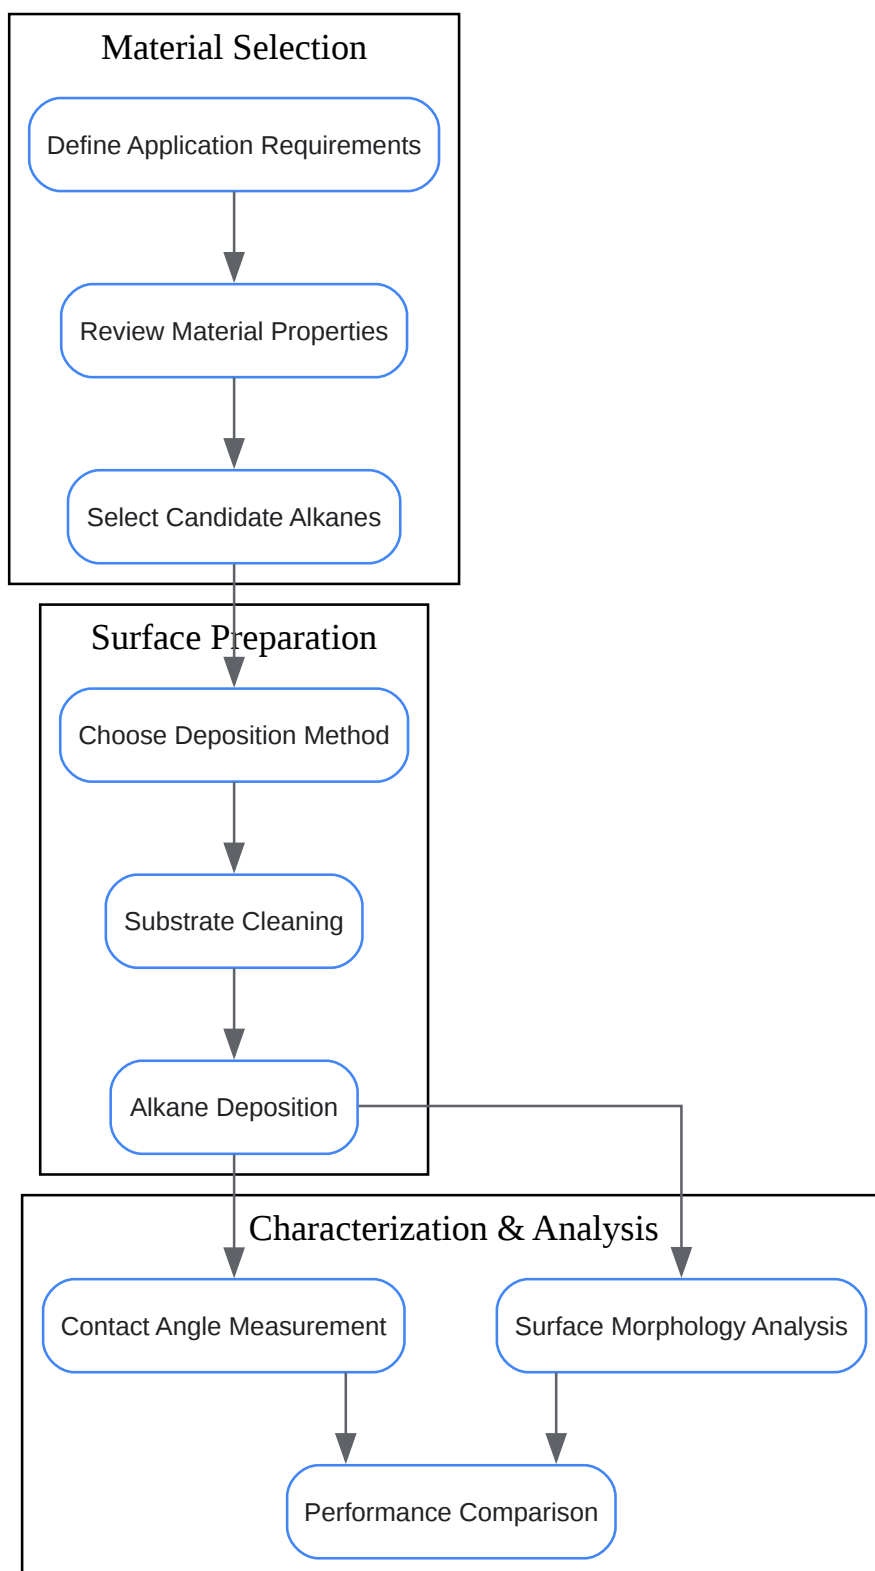 Material Selection
Define Application Requirements
Review Material Properties
Select Candidate Alkanes
Surface Preparation
Choose Deposition Method
Substrate Cleaning
Alkane Deposition
Characterization & Analysis
Contact Angle Measurement
Surface Morphology Analysis
Performance Comparison